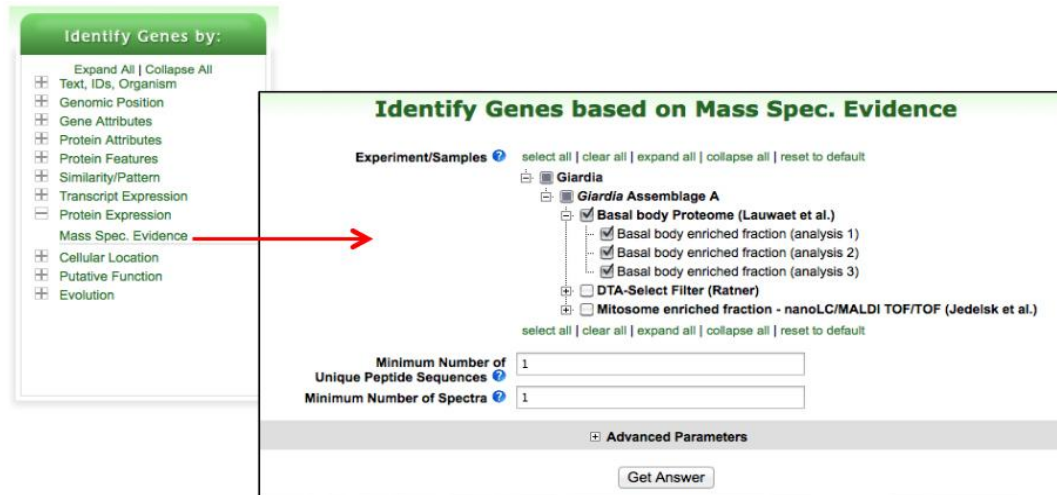 Identify Genes by:
Expand All | Collapse All
Text, IDs, Organism
Genomic Position
Gene Attributes
Protein Attributes
Protein Features
Similarity/Pattern
Transcript Expression
Protein Expression
Mass Spec. Evidence
Cellular Location
Putative Function
Evolution
Identify Genes based on Mass Spec. Evidence
Experiment/Samples ? select all | clear all | expand all | collapse all | reset to default
Giardia
Giardia Assemblage A
Basal body Proteome (Lauwaet et al.)
Basal body enriched fraction (analysis 1)
Basal body enriched fraction (analysis 2)
Basal body enriched fraction (analysis 3)
DTA-Select Filter (Ratner)
Mitosome enriched fraction - nanoLC/MALDI TOF/TOF (Jedelsk et al.)
select all | clear all | expand all | collapse all | reset to default
Minimum Number of
Unique Peptide Sequences ? 1
Minimum Number of Spectra ? 1
Advanced Parameters
Get Answer